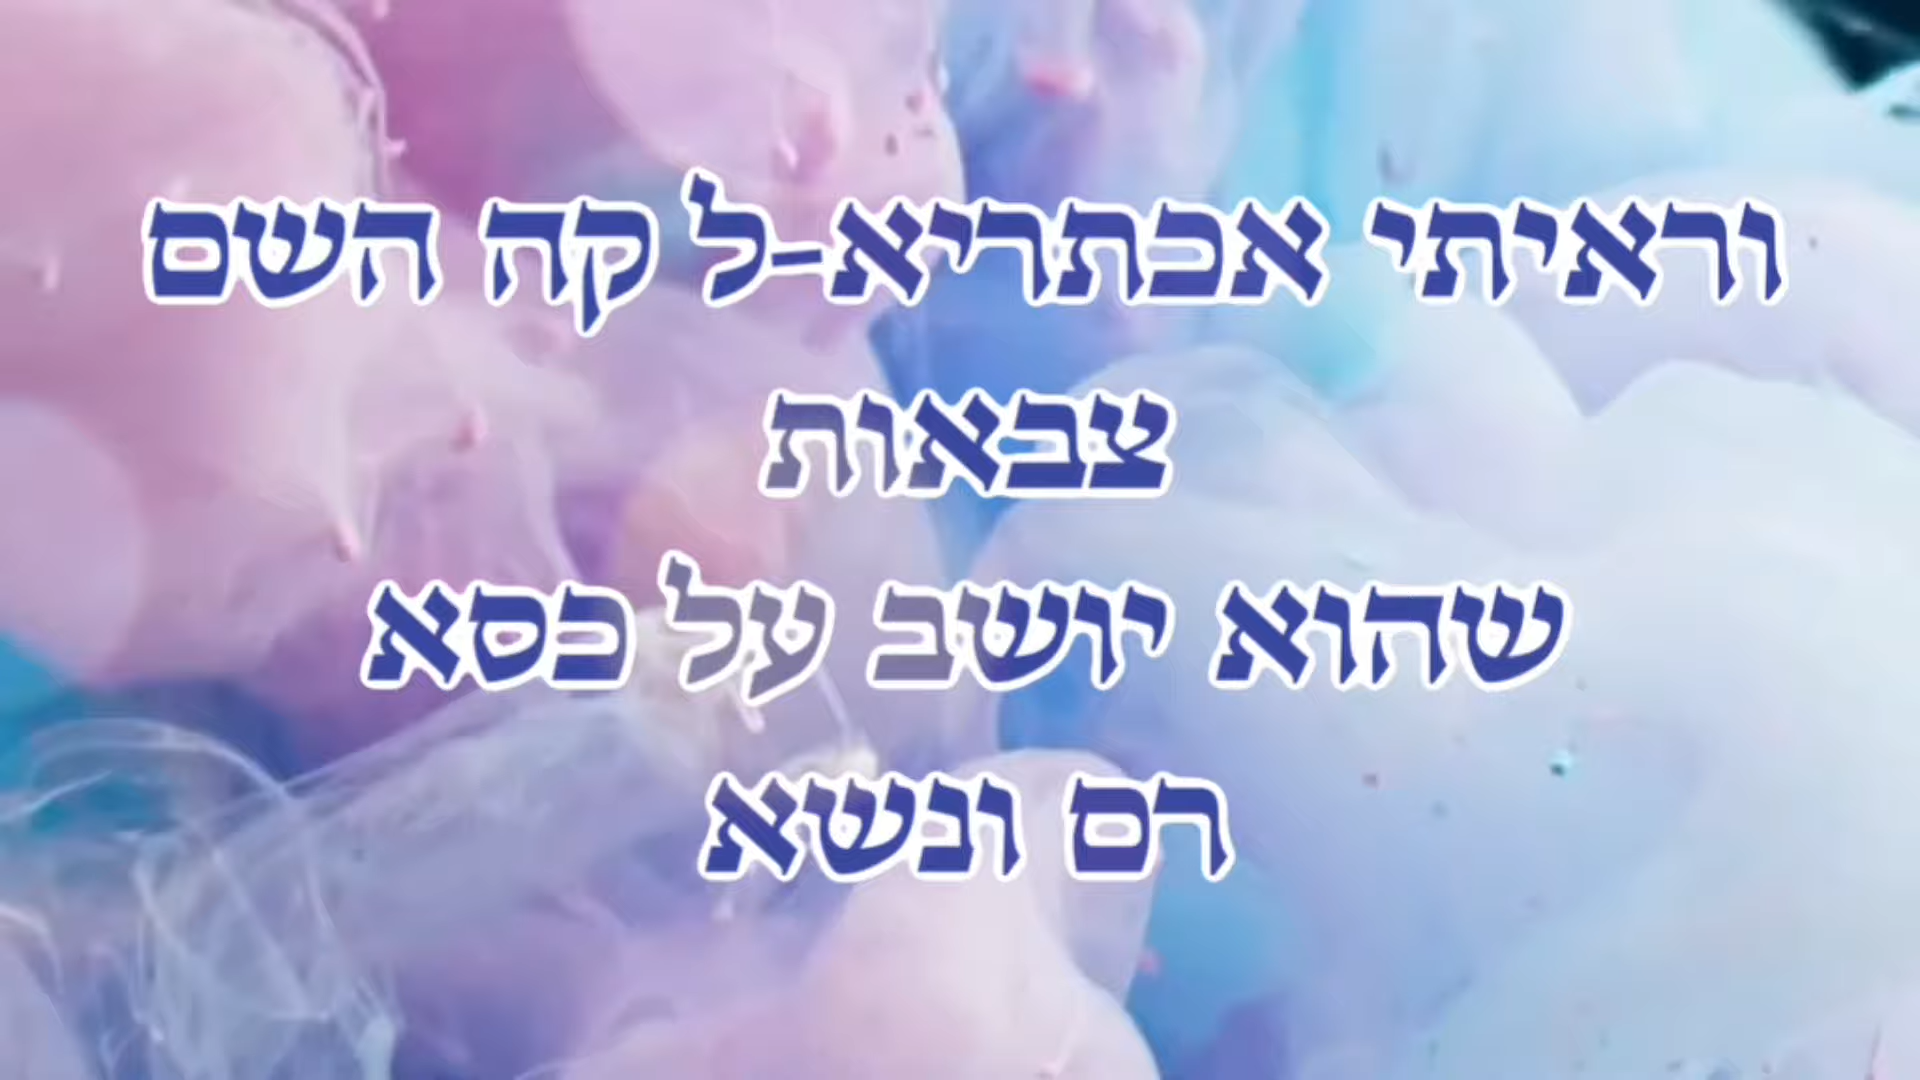 וראיתי אכתריא-ל קה השם
צבאות
שהוא יושב על כסא
רם ונשא